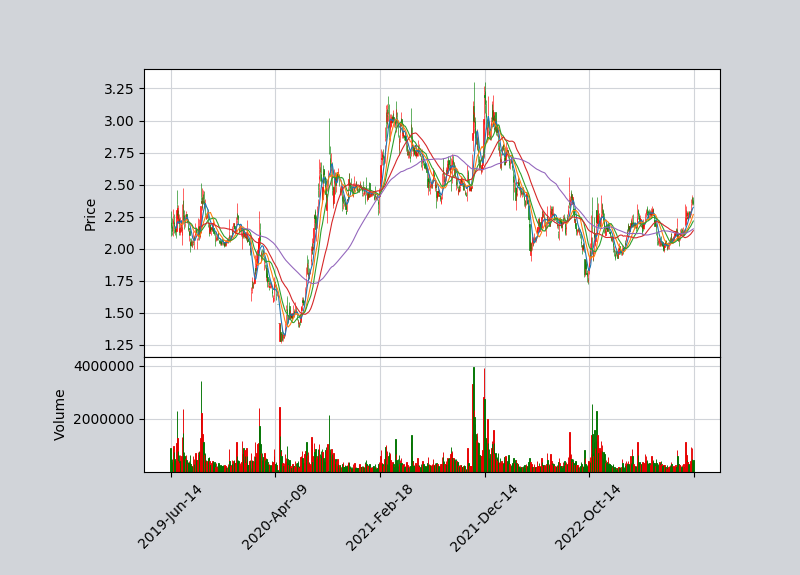 3.25
3.00
2.75
2.50
2.25
2.00
1.75
1.50
1.25
Price
4000000
2000000
Volume
2019-Jun-14
2020-Apr-09
2021-Feb-18
2021-Dec-14
2022-Oct-14